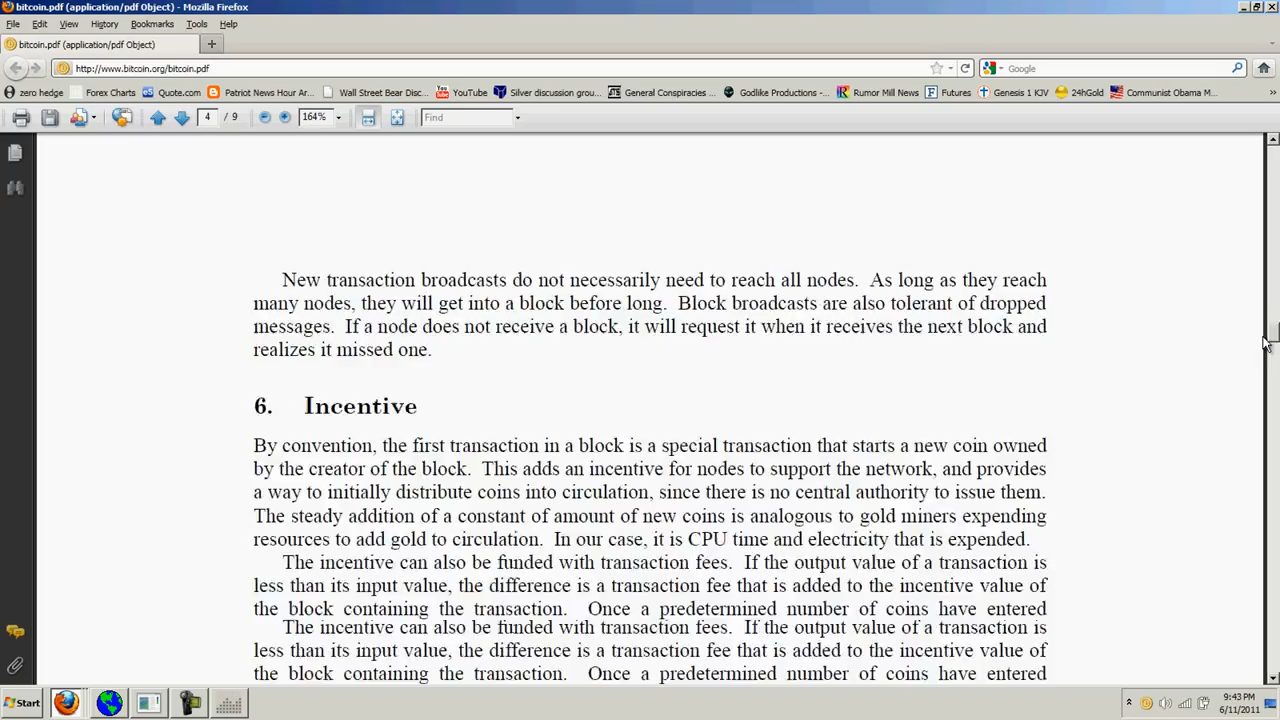 bitcoin.pdf (application/pdf Object) - Mozilla Firefox
File Edit View History Bookmarks Tools Help
bitcoin.pdf (application/pdf Object)
http://www.bitcoin.org/bitcoin.pdf Google
zero hedge Forex Charts Quote.com Patriot News Hour Ar... Wall Street Bear Disc... YouTube Silver discussion grou... General Conspiracies ... Godlike Productions -... Rumor Mill News Futures Genesis 1 KJV 24hGold Communist Obama M... »
4 / 9 164% Find
New transaction broadcasts do not necessarily need to reach all nodes. As long as they reach
many nodes, they will get into a block before long. Block broadcasts are also tolerant of dropped
messages. If a node does not receive a block, it will request it when it receives the next block and
realizes it missed one.
6. Incentive
By convention, the first transaction in a block is a special transaction that starts a new coin owned
by the creator of the block. This adds an incentive for nodes to support the network, and provides
a way to initially distribute coins into circulation, since there is no central authority to issue them.
The steady addition of a constant of amount of new coins is analogous to gold miners expending
resources to add gold to circulation. In our case, it is CPU time and electricity that is expended.
The incentive can also be funded with transaction fees. If the output value of a transaction is
less than its input value, the difference is a transaction fee that is added to the incentive value of
the block containing the transaction. Once a predetermined number of coins have entered
The incentive can also be funded with transaction fees. If the output value of a transaction is
less than its input value, the difference is a transaction fee that is added to the incentive value of
the block containing the transaction. Once a predetermined number of coins have entered
Start 9:43 PM
6/11/2011